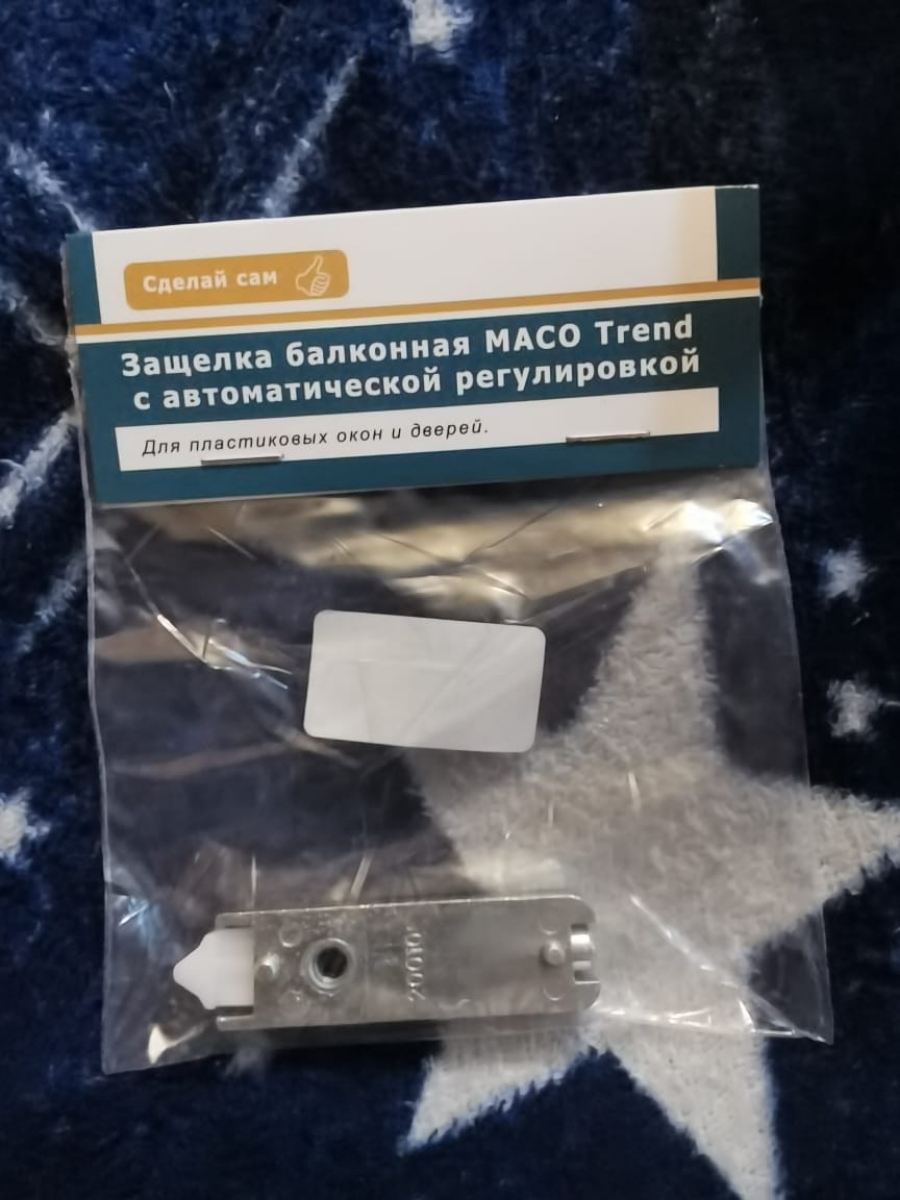 Сделай сам
Защелка балконная MACO Trend
с автоматической регулировкой
Для пластиковых окон и дверей.